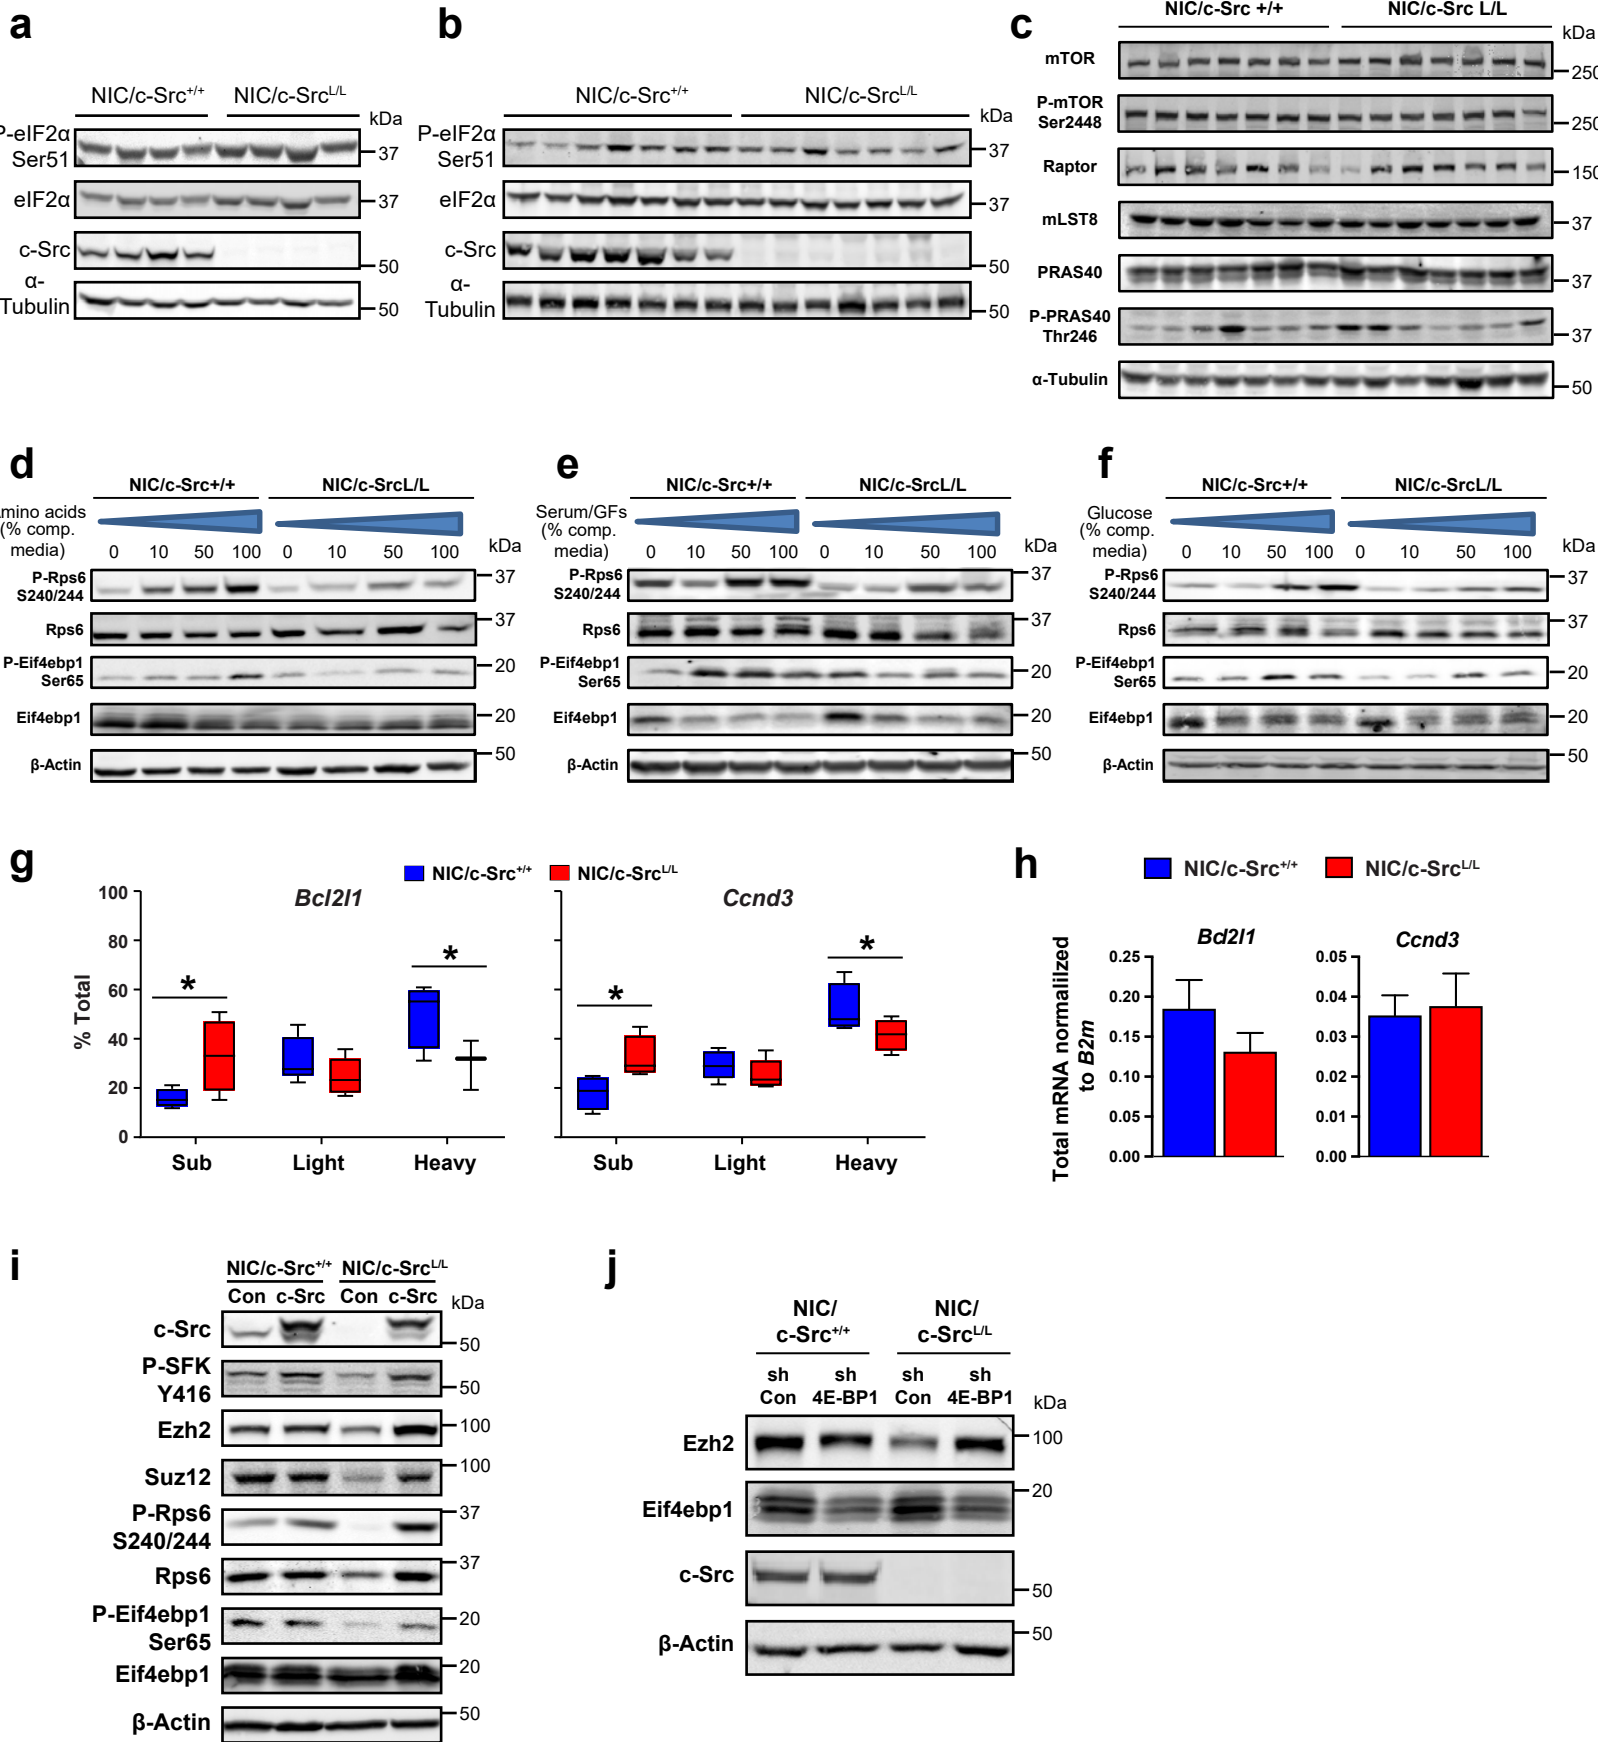 a
NIC/c-Src+/+ NIC/c-SrcL/L
kDa
P-eIF2α
Ser51
37
eIF2α
37
c-Src
50
α-
Tubulin
50
b
NIC/c-Src+/+ NIC/c-SrcL/L
kDa
P-eIF2α
Ser51
37
eIF2α
37
c-Src
50
α-
Tubulin
50
c
NIC/c-Src +/+ NIC/c-Src L/L
kDa
mTOR
250
P-mTOR
Ser2448
250
Raptor
150
mLST8
37
PRAS40
37
P-PRAS40
Thr246
37
α-Tubulin
50
d
NIC/c-Src+/+ NIC/c-SrcL/L
Amino acids
(% comp.
media)
0 10 50 100 0 10 50 100
kDa
P-Rps6
S240/244
37
Rps6
37
P-Eif4ebp1
Ser65
20
Eif4ebp1
20
β-Actin
50
e
NIC/c-Src+/+ NIC/c-SrcL/L
Serum/GFs
(% comp.
media)
0 10 50 100 0 10 50 100
kDa
P-Rps6
S240/244
37
Rps6
37
P-Eif4ebp1
Ser65
20
Eif4ebp1
20
β-Actin
50
f
NIC/c-Src+/+ NIC/c-SrcL/L
Glucose
(% comp.
media)
0 10 50 100 0 10 50 100
kDa
P-Rps6
S240/244
37
Rps6
37
P-Eif4ebp1
Ser65
20
Eif4ebp1
20
β-Actin
50
g
NIC/c-Src+/+ NIC/c-SrcL/L
Bcl2l1 Ccnd3
% Total
100
80
60
40
20
0
* * * *
Sub Light Heavy Sub Light Heavy
h
NIC/c-Src+/+ NIC/c-SrcL/L
Total mRNA normalilzed
to B2m
Bd2l1
0.25
0.20
0.15
0.10
0.05
0.00
Ccnd3
0.05
0.04
0.03
0.02
0.01
0.00
i
NIC/c-Src+/+ NIC/c-SrcL/L
Con c-Src Con c-Src
kDa
c-Src
50
P-SFK
Y416
50
Ezh2
100
Suz12
100
P-Rps6
S240/244
37
Rps6
37
P-Eif4ebp1
Ser65
20
Eif4ebp1
20
β-Actin
50
j
NIC/
c-Src+/+
NIC/
c-SrcL/L
sh
Con
sh
4E-BP1
sh
Con
sh
4E-BP1
kDa
Ezh2
100
Eif4ebp1
20
c-Src
50
β-Actin
50